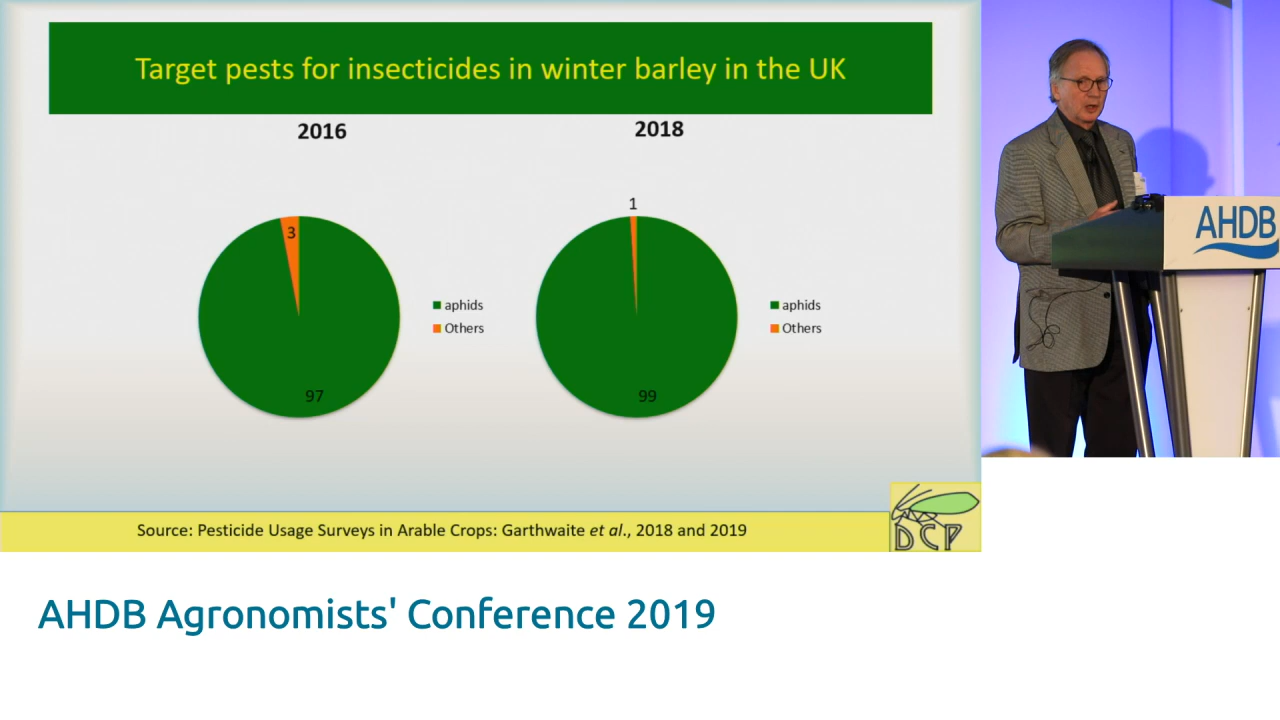 Target pests for insecticides in winter barley in the UK
2016
2018
3
97
aphids
Others
1
99
aphids
Others
Source: Pesticide Usage Surveys in Arable Crops: Garthwaite et al., 2018 and 2019
DCP
AHDB
AHDB Agronomists' Conference 2019